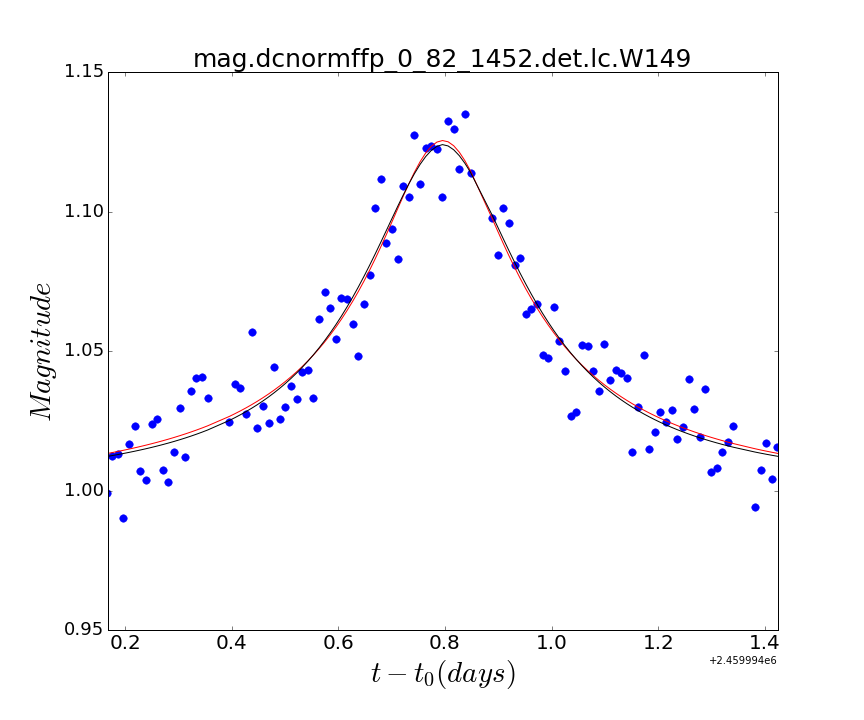 mag.dcnormffp_0_82_1452.det.lc.W149
1.15
1.10
1.05
1.00
0.95
Magnitude
0.2 0.4 0.6 0.8 1.0 1.2 1.4
+2.459994e6
t − t₀(days)